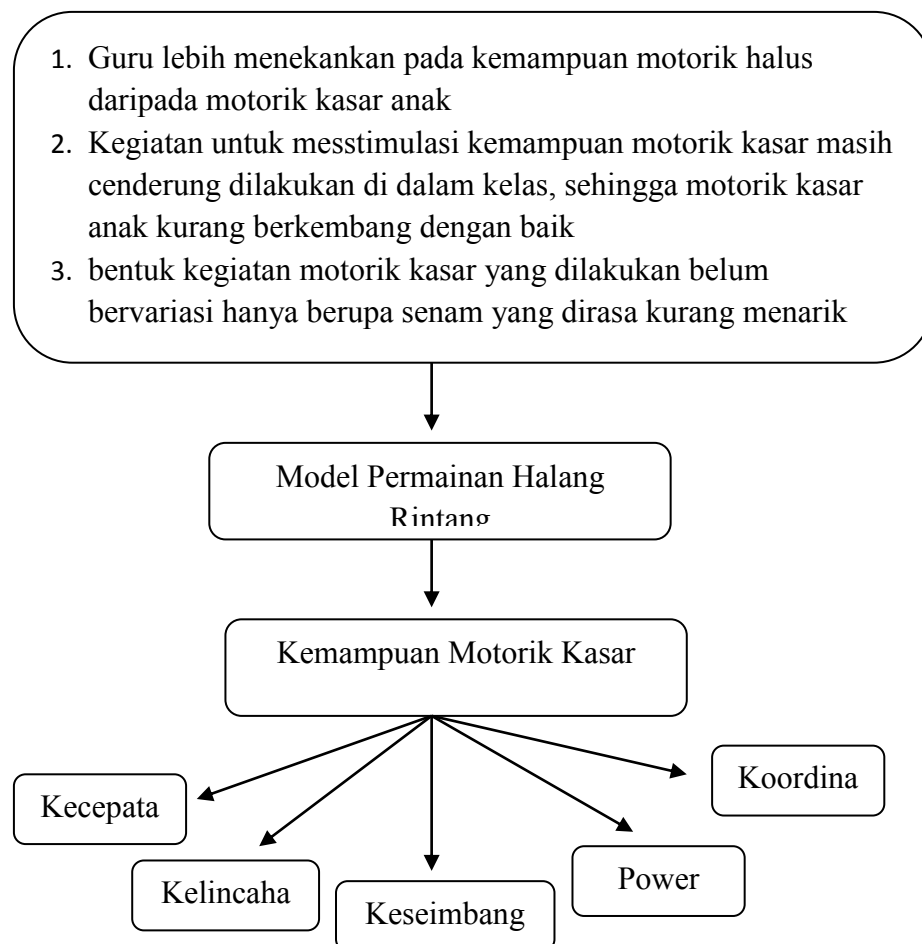 1. Guru lebih menekankan pada kemampuan motorik halus
daripada motorik kasar anak
2. Kegiatan untuk messtimulasi kemampuan motorik kasar masih
cenderung dilakukan di dalam kelas, sehingga motorik kasar
anak kurang berkembang dengan baik
3. bentuk kegiatan motorik kasar yang dilakukan belum
bervariasi hanya berupa senam yang dirasa kurang menarik
Model Permainan Halang
Rintang
Kemampuan Motorik Kasar
Kecepata
Kelincaha
Keseimbang
Power
Koordina